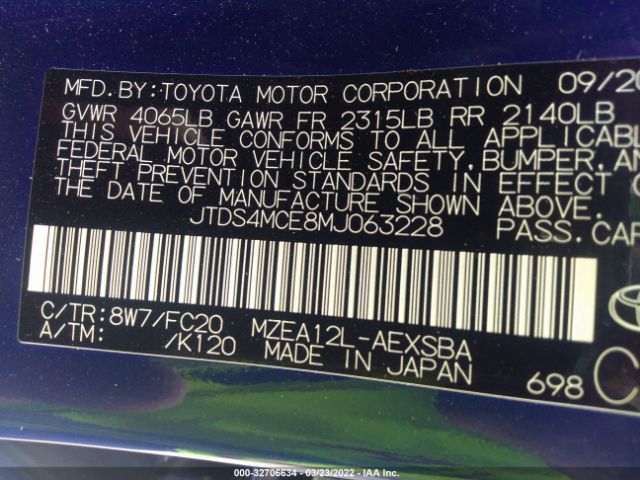 MFD. BY: TOYOTA MOTOR CORPORATION 09/20
GVWR 4065LB GAWR FR 2315LB RR 2140LB
THIS VEHICLE CONFORMS TO ALL APPLICABLE
FEDERAL MOTOR VEHICLE SAFETY, BUMPER, AN
THEFT PREVENTION STANDARDS IN EFFECT
THE DATE OF MANUFACTURE SHOWN ABOVE.
JTDS4MCE8MJ063228 PASS. CAR
C/TR: 8W7/FC20 MZEA12L-AEXSBA
A/TM: /K120 MADE IN JAPAN
698 C
000-32706634 - 03/23/2022 - IAA Inc.